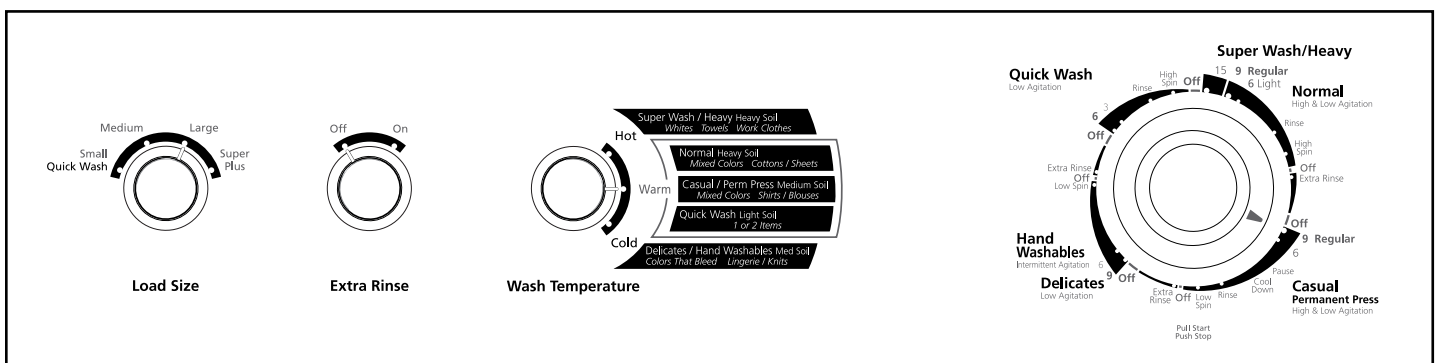 Medium
Large
Small
Quick Wash
Super
Plus
Load Size
Off
On
Extra Rinse
Hot
Warm
Cold
Wash Temperature
Super Wash / Heavy Heavy Soil
Whites Towels Work Clothes
Normal Heavy Soil
Mixed Colors Cottons / Sheets
Casual / Perm Press Medium Soil
Mixed Colors Shirts / Blouses
Quick Wash Light Soil
1 or 2 Items
Delicates / Hand Washables Med Soil
Colors That Bleed Lingerie / Knits
Super Wash/Heavy
15 9 Regular
6 Light
Normal
High & Low Agitation
Rinse
High
Spin
Off
Extra Rinse
Off
9 Regular
6
Pause
Cool
Down
Casual
Permanent Press
High & Low Agitation
Rinse
Low
Spin
Off
Extra
Rinse
Off
9
6
Delicates
Low Agitation
Hand
Washables
Intermittent Agitation
Low Spin
Off
Extra Rinse
Off
6
3
Quick Wash
Low Agitation
Rinse
High
Spin
Off
Pull Start
Push Stop